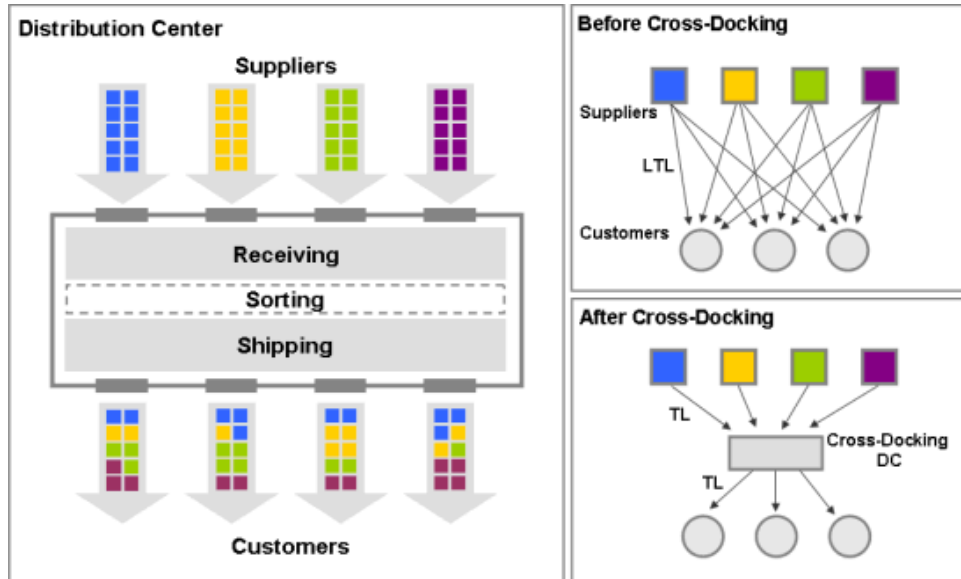 Distribution Center
Suppliers
Receiving
Sorting
Shipping
Customers
Before Cross-Docking
Suppliers
LTL
Customers
After Cross-Docking
TL
Cross-Docking
DC
TL